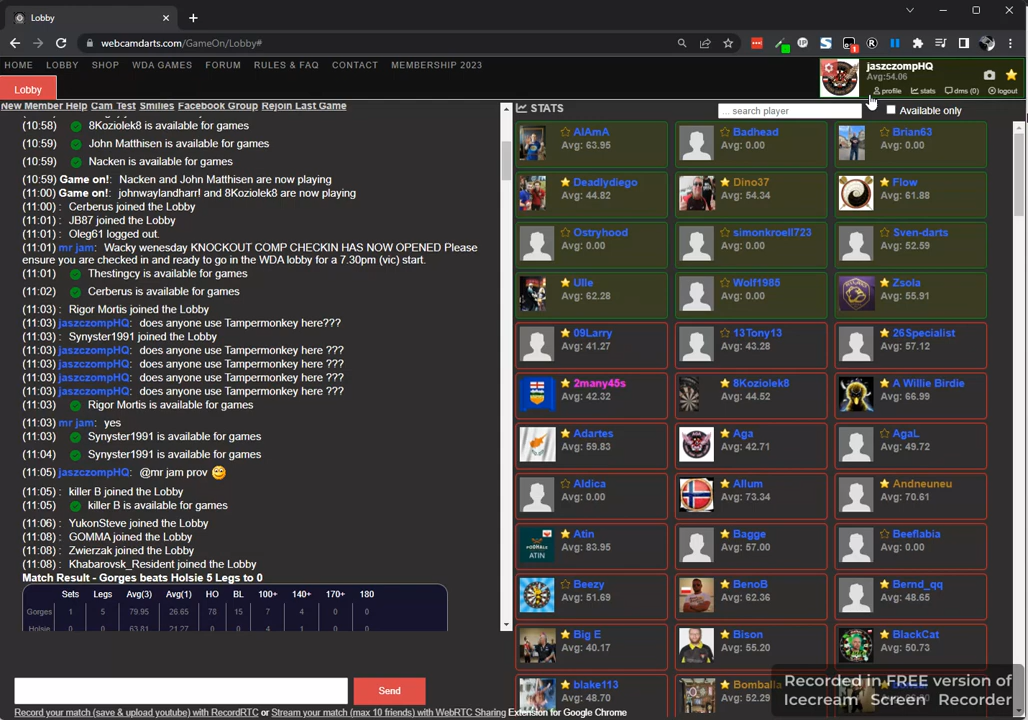 Lobby
webcamdarts.com/GameOn/Lobby#
HOME LOBBY SHOP WDA GAMES FORUM RULES & FAQ CONTACT MEMBERSHIP 2023
jaszczompHQ
Avg:54.06
profile stats dms (0) logout
Lobby
New Member Help Cam Test Smilies Facebook Group Rejoin Last Game
(10:58) 8Koziolek8 is available for games
(10:59) John Matthisen is available for games
(10:59) Nacken is available for games
(10:59) Game on!: Nacken and John Matthisen are now playing
(11:00) Game on!: johnwaylandharr! and 8Koziolek8 are now playing
(11:00) : Cerberus joined the Lobby
(11:01) : JB87 joined the Lobby
(11:01) : Oleg61 logged out.
(11:01) mr jam: Wacky wenesday KNOCKOUT COMP CHECKIN HAS NOW OPENED Please
ensure you are checked in and ready to go in the WDA lobby for a 7.30pm (vic) start.
(11:01) Thestingcy is available for games
(11:02) Cerberus is available for games
(11:03) : Rigor Mortis joined the Lobby
(11:03) jaszczompHQ: does anyone use Tampermonkey here???
(11:03) : Synyster1991 joined the Lobby
(11:03) jaszczompHQ: does anyone use Tampermonkey here ???
(11:03) jaszczompHQ: does anyone use Tampermonkey here ???
(11:03) jaszczompHQ: does anyone use Tampermonkey here ???
(11:03) jaszczompHQ: does anyone use Tampermonkey here ???
(11:03) Rigor Mortis is available for games
(11:03) mr jam: yes
(11:03) Synyster1991 is available for games
(11:04) Synyster1991 is available for games
(11:05) jaszczompHQ: @mr jam prov
(11:05) : killer B joined the Lobby
(11:05) killer B is available for games
(11:06) : YukonSteve joined the Lobby
(11:08) : GOMMA joined the Lobby
(11:08) : Zwierzak joined the Lobby
(11:08) : Khabarovsk_Resident joined the Lobby
Match Result - Gorges beats Holsie 5 Legs to 0
Sets Legs Avg(3) Avg(1) HO BL 100+ 140+ 170+ 180
Gorges 1 5 79.95 26.65 78 15 7 4 0 0
Holsie 0 0 63.81 21.27 0 0 4 1 0 0
Send
Record your match (save & upload youtube) with RecordRTC or Stream your match (max 10 friends) with WebRTC Sharing Extension for Google Chrome
STATS
... search player
Available only
AlAmA
Avg: 63.95
Badhead
Avg: 0.00
Brian63
Avg: 0.00
Deadlydiego
Avg: 44.82
Dino37
Avg: 54.34
Flow
Avg: 61.88
Ostryhood
Avg: 0.00
simonkroell723
Avg: 0.00
Sven-darts
Avg: 52.59
Ulle
Avg: 62.28
Wolf1985
Avg: 0.00
Zsola
Avg: 55.91
09Larry
Avg: 41.27
13Tony13
Avg: 43.28
26Specialist
Avg: 57.12
2many45s
Avg: 42.32
8Koziolek8
Avg: 44.52
A Willie Birdie
Avg: 66.99
Adartes
Avg: 59.83
Aga
Avg: 42.71
AgaL
Avg: 49.72
Aldica
Avg: 0.00
Allum
Avg: 73.34
Andneuneu
Avg: 70.61
Atin
Avg: 83.95
Bagge
Avg: 57.00
Beeflabia
Avg: 0.00
Beezy
Avg: 51.69
BenoB
Avg: 62.36
Bernd_qq
Avg: 48.65
Big E
Avg: 40.17
Bison
Avg: 55.20
BlackCat
Avg: 50.73
blake113
Avg: 48.70
Bomballa
Avg: 52.29
Recorded in FREE version of
Icecream Screen Recorder